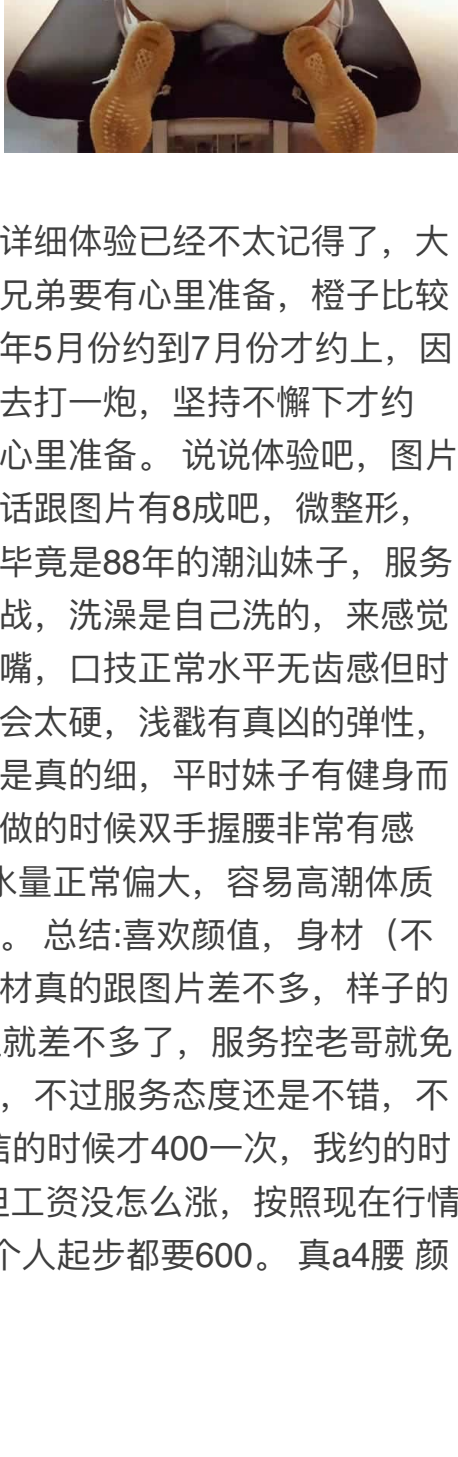 详细体验已经不太记得了，大
兄弟要有心里准备，橙子比较
年5月份约到7月份才约上，因
去打一炮，坚持不懈下才约
心里准备。 说说体验吧，图片
话跟图片有8成吧，微整形，
毕竟是88年的潮汕妹子，服务
战，洗澡是自己洗的，来感觉
嘴，口技正常水平无齿感但时
会太硬，浅戳有真凶的弹性，
是真的细，平时妹子有健身而
做的时候双手握腰非常有感
水量正常偏大，容易高潮体质
。 总结:喜欢颜值，身材（不
材真的跟图片差不多，样子的
就差不多了，服务控老哥就免
，不过服务态度还是不错，不
信的时候才400一次，我约的时
但工资没怎么涨，按照现在行情
个人起步都要600。 真a4腰 颜